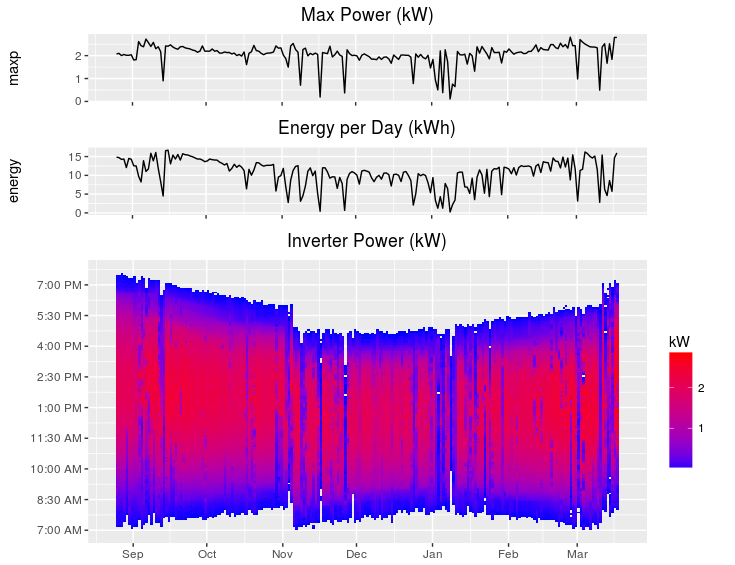 Max Power (kW)
maxp
2
1
0
Energy per Day (kWh)
energy
15
10
5
0
Inverter Power (kW)
7:00 PM
5:30 PM
4:00 PM
2:30 PM
1:00 PM
11:30 AM
10:00 AM
8:30 AM
7:00 AM
kW
2
1
Sep Oct Nov Dec Jan Feb Mar